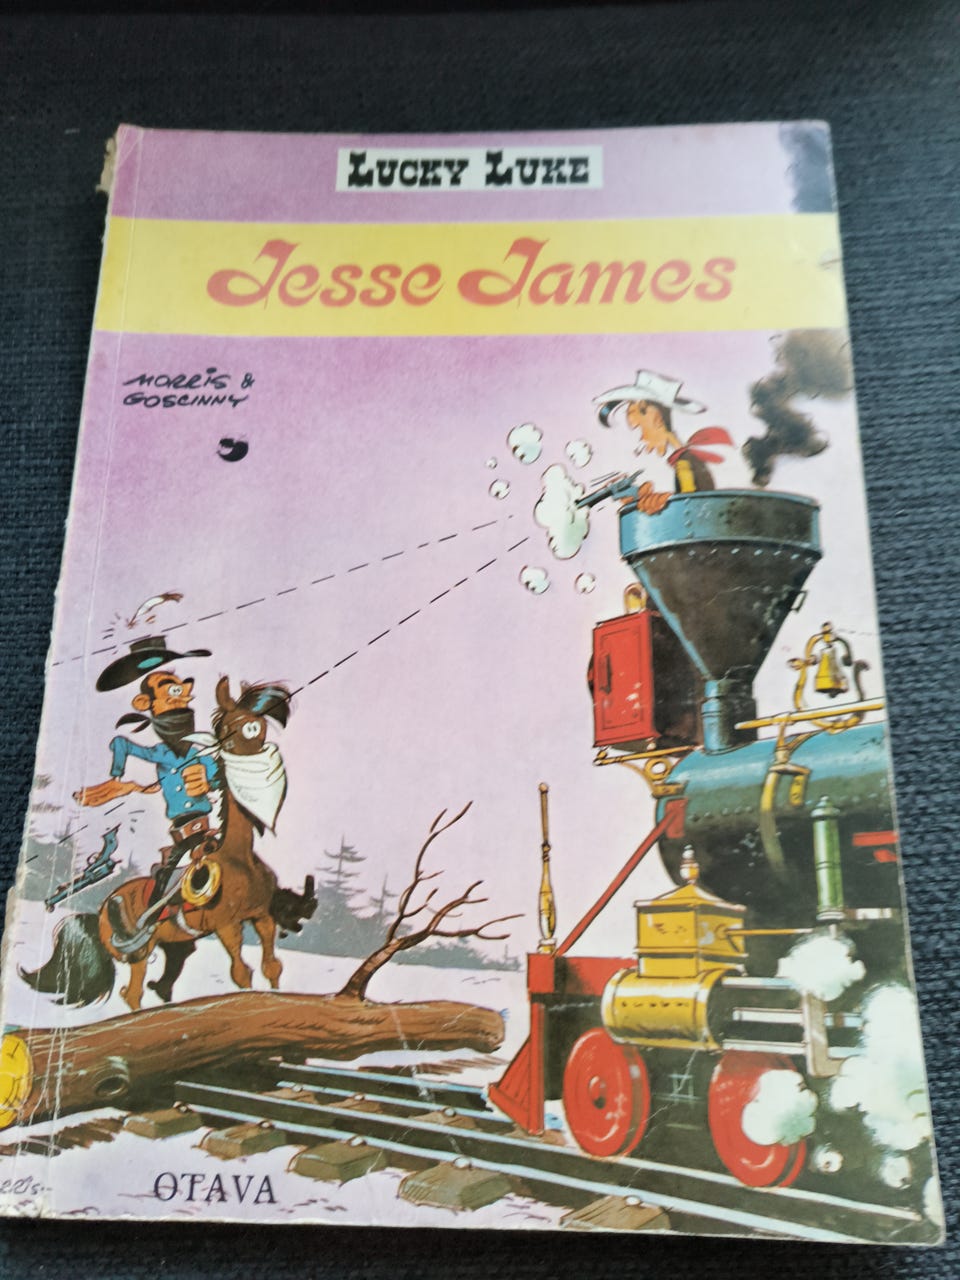 LUCKY LUKE
Jesse James
MORRIS &
GOSCINNY
OTAVA